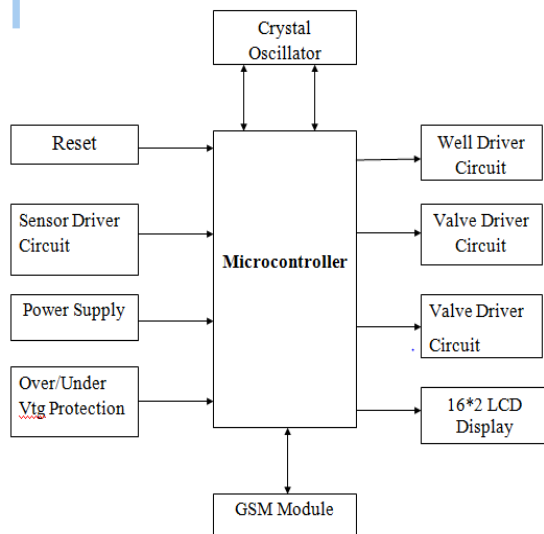 Crystal
Oscillator
Reset
Well Driver
Circuit
Sensor Driver
Circuit
Valve Driver
Circuit
Microcontroller
Power Supply
Valve Driver
Circuit
Over/Under
Vtg Protection
16*2 LCD
Display
GSM Module